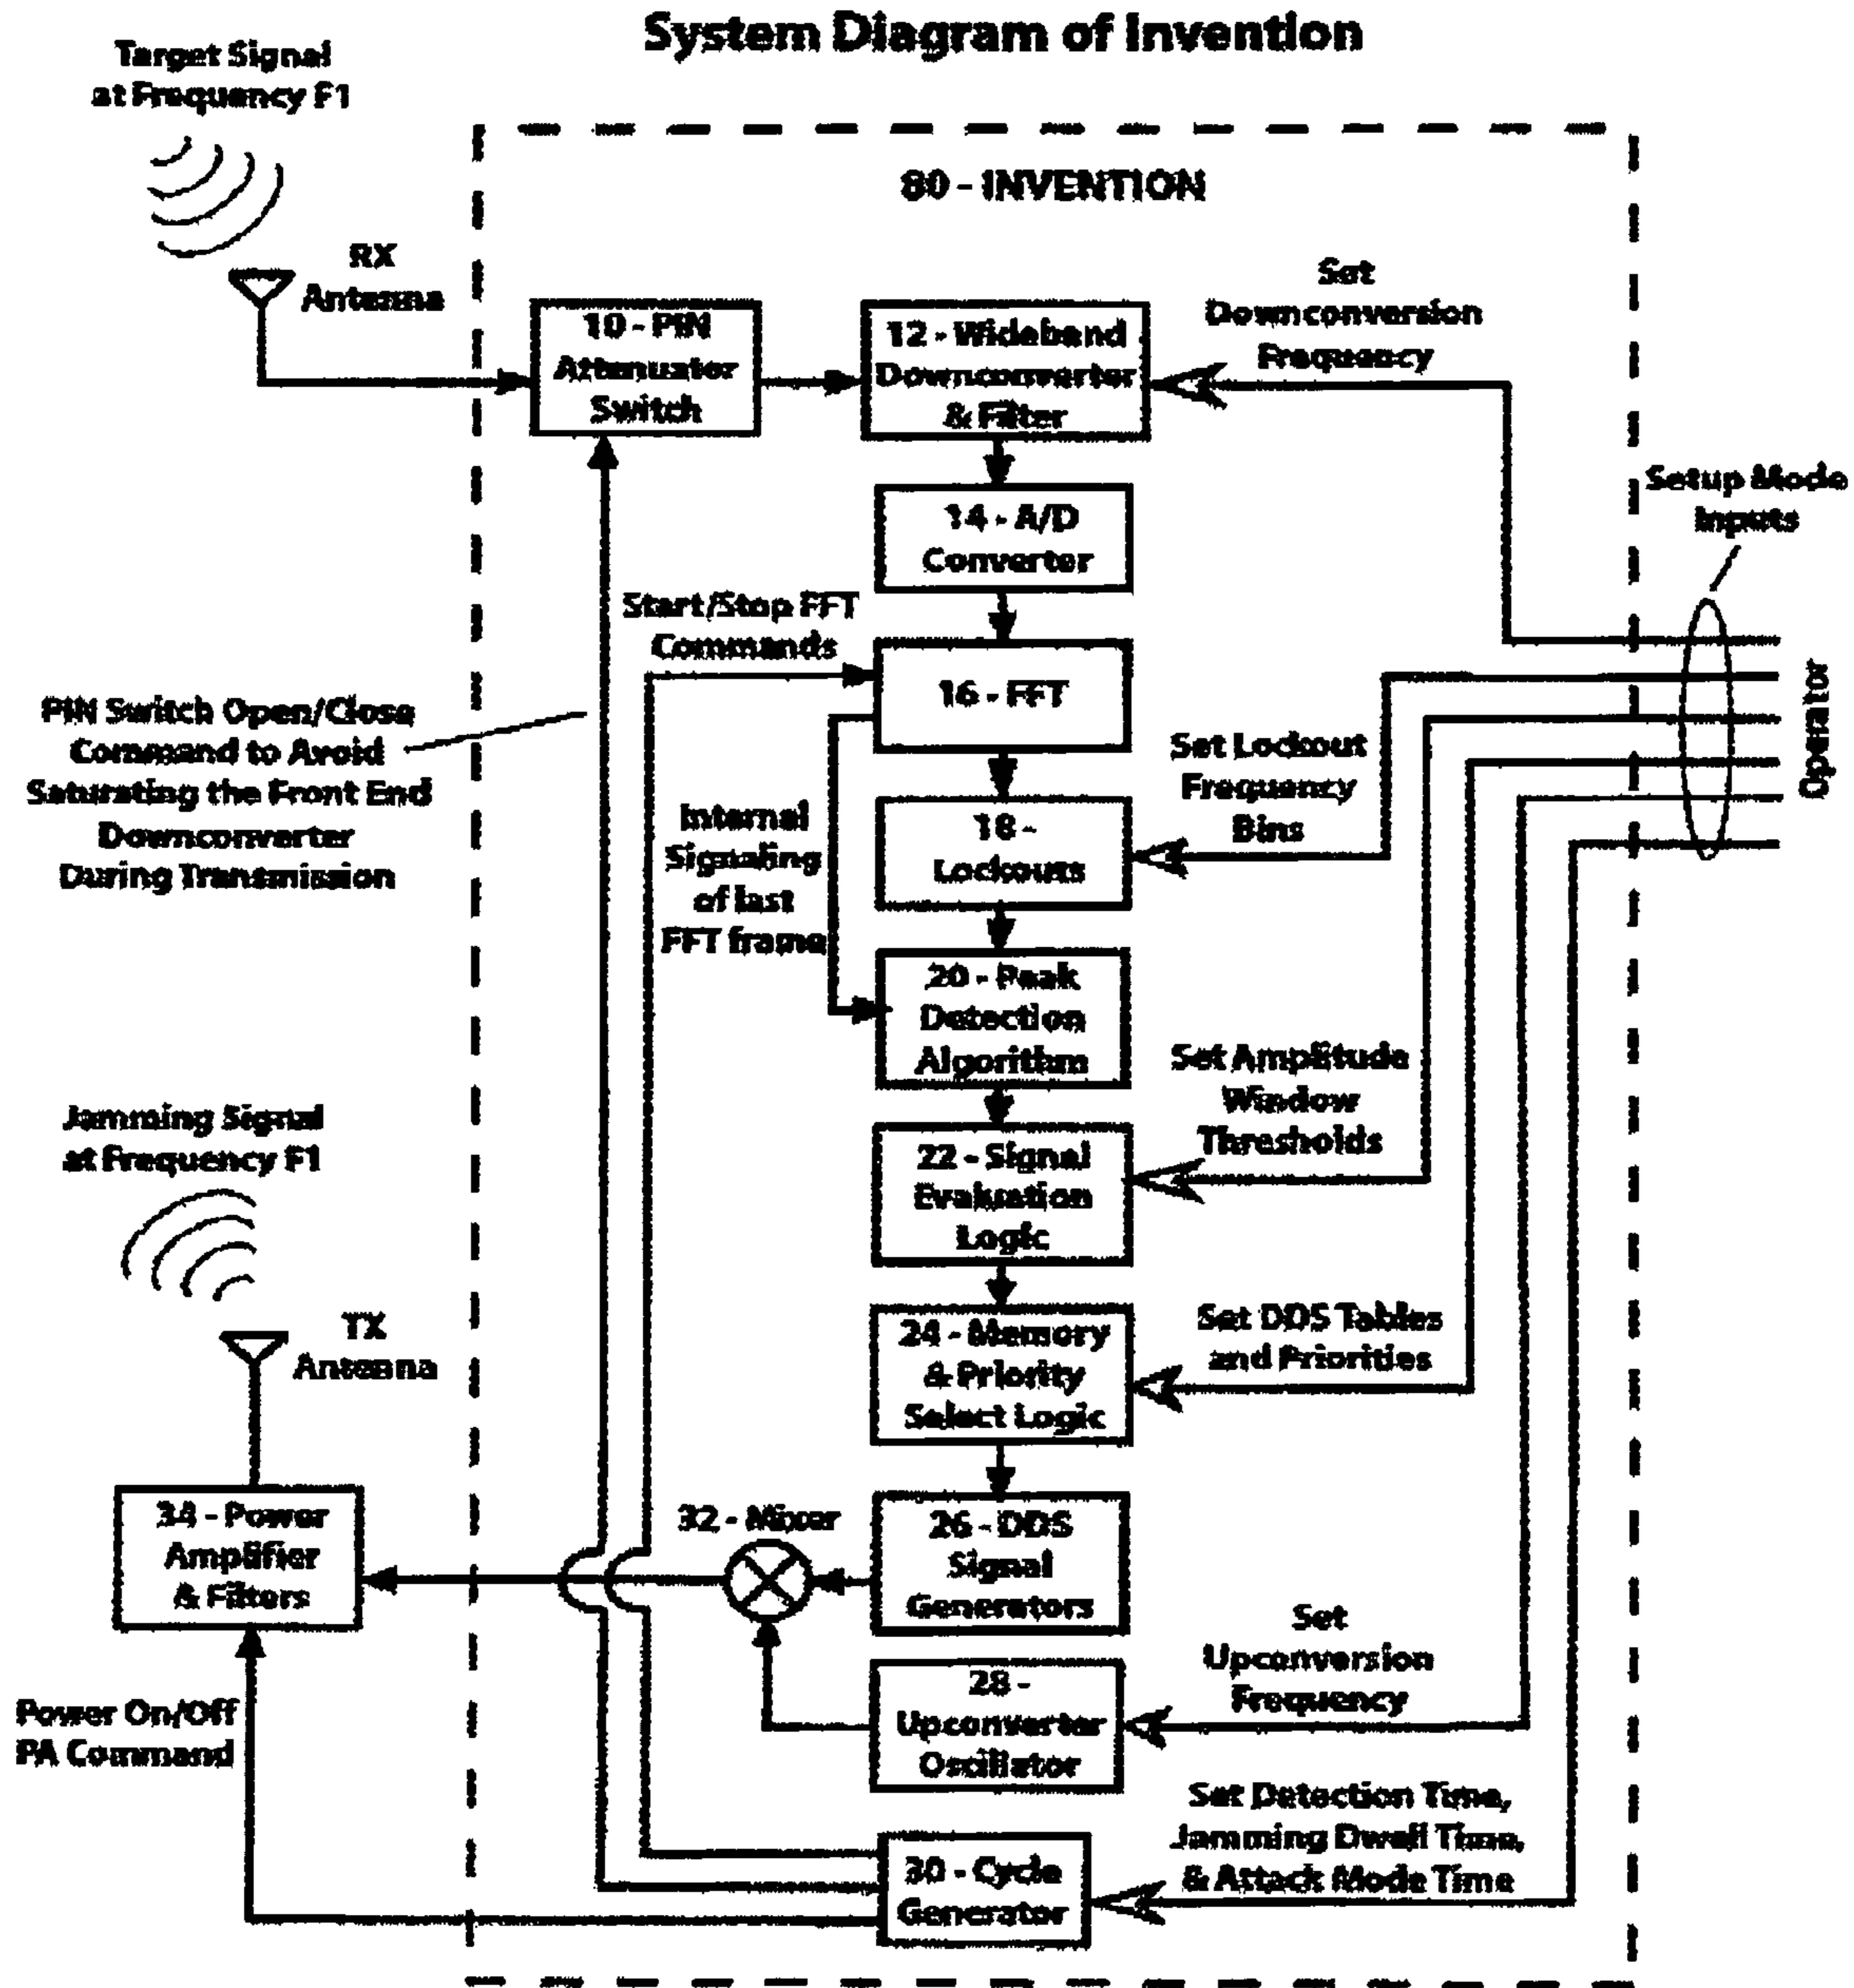 System Diagram of Invention
Target Signal
at Frequency F1
80 - INVENTION
RX
Antenna
10 - PIN
Attenuator
Switch
12 - Wideband
Downconverter
& Filter
Set
Downconversion
Frequency
Setup Mode
Inputs
14 - A/D
Converter
Start/Stop FFT
Commands
16 - FFT
Operator
PIN Switch Open/Close
Command to Avoid
Saturating the Front End
Downconverter
During Transmission
Internal
Signaling
of last
FFT frame
18 -
Lockouts
Set Lockout
Frequency
Bins
20 - Peak
Detection
Algorithm
Jamming Signal
at Frequency F1
22 - Signal
Evaluation
Logic
Set Amplitude
Window
Thresholds
TX
Antenna
24 - Memory
& Priority
Select Logic
Set DDS Tables
and Priorities
34 - Power
Amplifier
& Filters
32 - Mixer
26 - DDS
Signal
Generators
Power On/Off
PA Command
28 -
Upconverter
Oscillator
Set
Upconversion
Frequency
30 - Cycle
Generator
Set Detection Time,
Jamming Dwell Time,
& Attack Mode Time